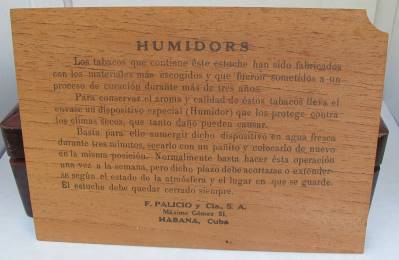 HUMIDORS
Los tabacos que contiene éste estuche han sido fabricados
con los materiales más escogidos y que fueron sometidos a un
proceso de curación durante más de tres años.
Para conservar el aroma y calidad de éstos tabacos lleva el
envase un dispositivo especial (Humidor) que los protege contra
los climas secos, que tanto daño pueden causar.
Basta para ello sumergir dicho dispositivo en agua fresca
durante tres minutos, secarlo con un pañito y colocarlo de nuevo
en la misma posición. Normalmente basta hacer ésta operación
una vez a la semana, pero dicho plazo debe acortarse o extender-
se según el estado de la atmósfera y el lugar en que se guarde.
El estuche debe quedar cerrado siempre.
F. PALICIO y Cía., S. A.
Máximo Gómez 51.
HABANA, Cuba